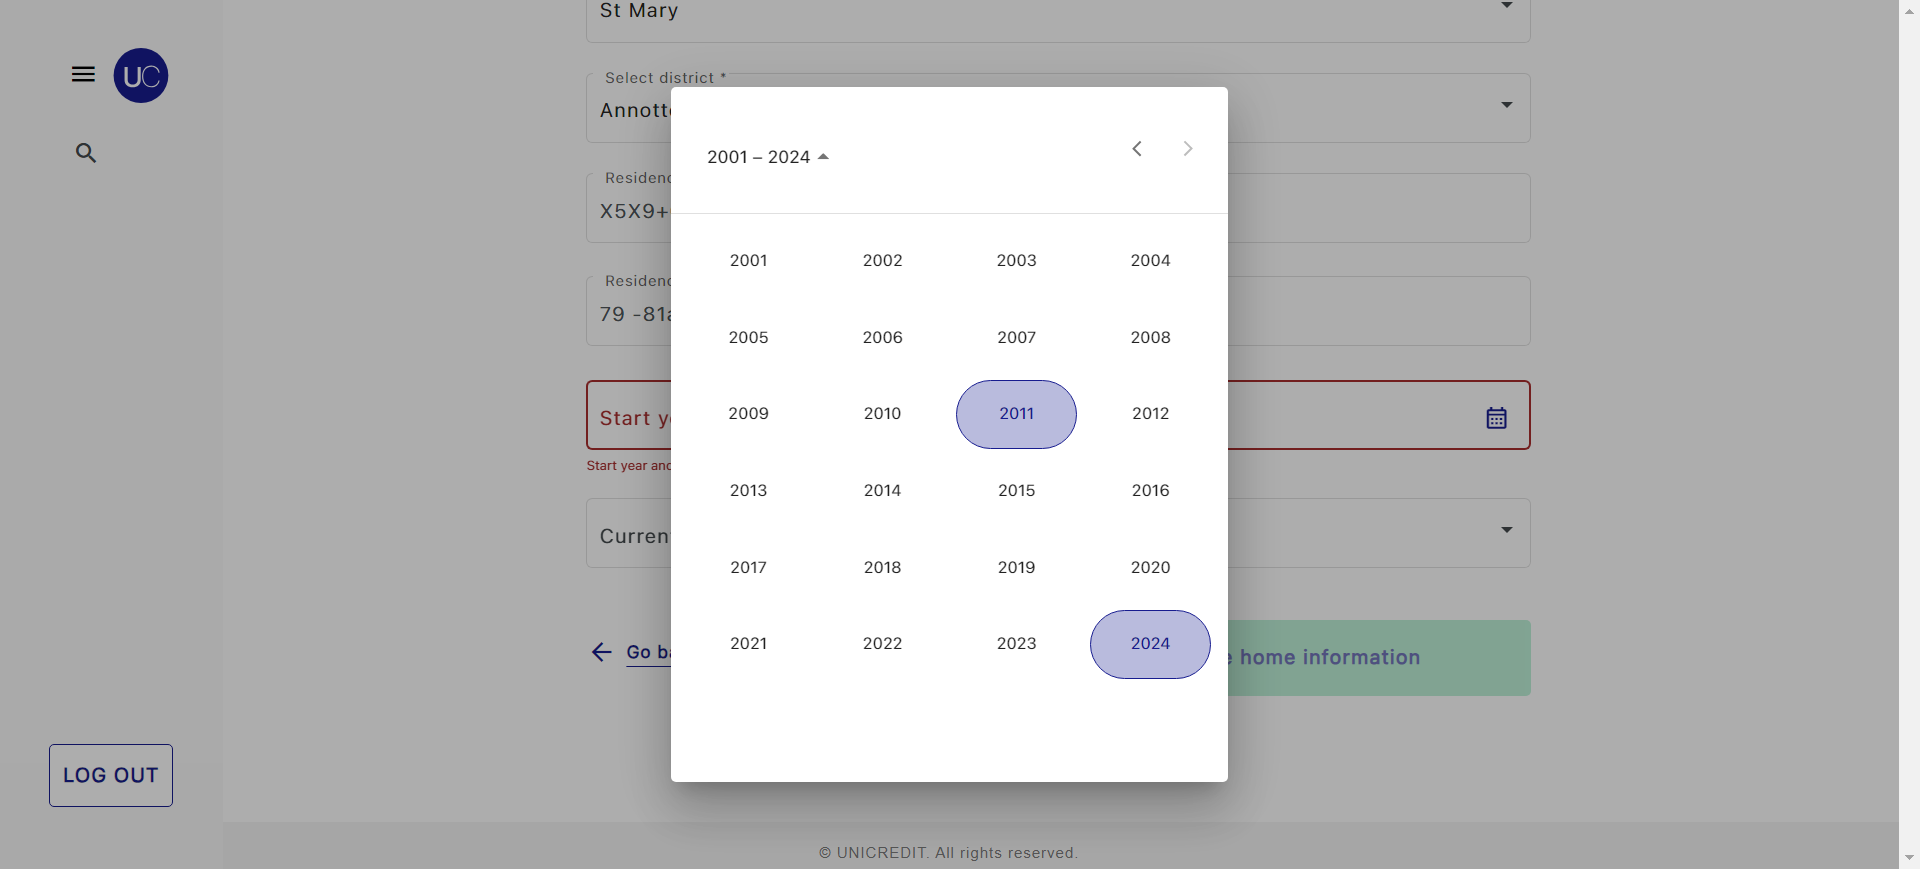 St Mary
UC
Select district *
2001 – 2024
Residenc
X5X9+
2001 2002 2003 2004
Residenc
79 -81
2005 2006 2007 2008
Start y
2009 2010 2011 2012
Start year and
2013 2014 2015 2016
Curren
2017 2018 2019 2020
Go
2021 2022 2023 2024
home information
LOG OUT
© UNICREDIT. All rights reserved.